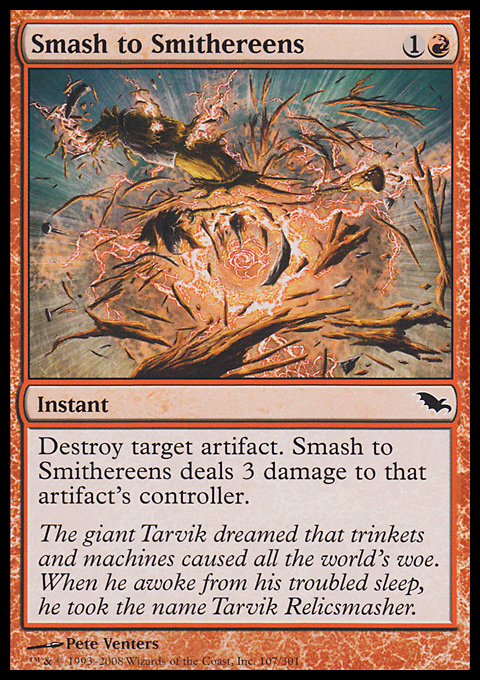 Smash to Smithereens 1
Instant
Destroy target artifact. Smash to
Smithereens deals 3 damage to that
artifact's controller.
The giant Tarvik dreamed that trinkets
and machines caused all the world's woe.
When he awoke from his troubled sleep,
he took the name Tarvik Relicsmasher.
Pete Venters
™ & © 1993–2008 Wizards of the Coast, Inc. 107/301